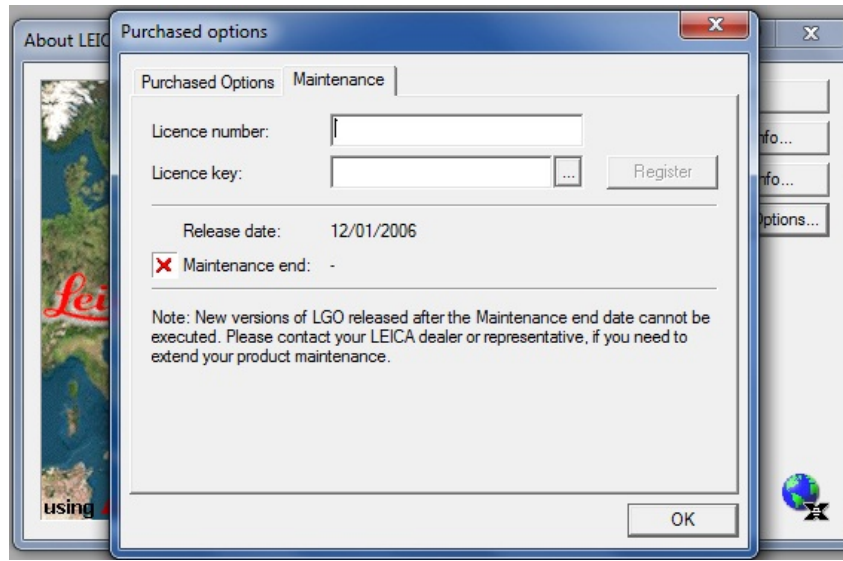 About LEIC
Purchased options
Purchased Options
Maintenance
Licence number:
Licence key:
...
Register
Release date: 12/01/2006
Maintenance end: -
Note: New versions of LGO released after the Maintenance end date cannot be
executed. Please contact your LEICA dealer or representative, if you need to
extend your product maintenance.
OK
nfo...
nfo...
Options...
Lei
using